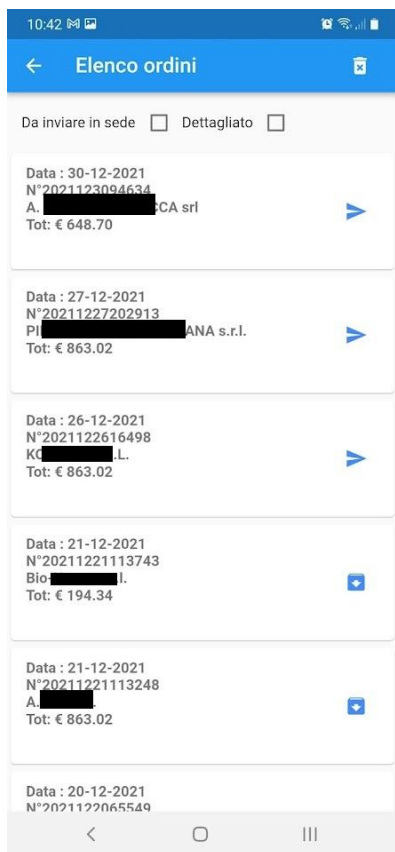 10:42
Elenco ordini
Da inviare in sede Dettagliato
Data : 30-12-2021
N°2021123094634
A. CCA srl
Tot: € 648.70
Data : 27-12-2021
N°20211227202913
PI ANA s.r.l.
Tot: € 863.02
Data : 26-12-2021
N°2021122616498
KO .L.
Tot: € 863.02
Data : 21-12-2021
N°20211221113743
Bio- .l.
Tot: € 194.34
Data : 21-12-2021
N°20211221113248
A. .
Tot: € 863.02
Data : 20-12-2021
N°2021122065549